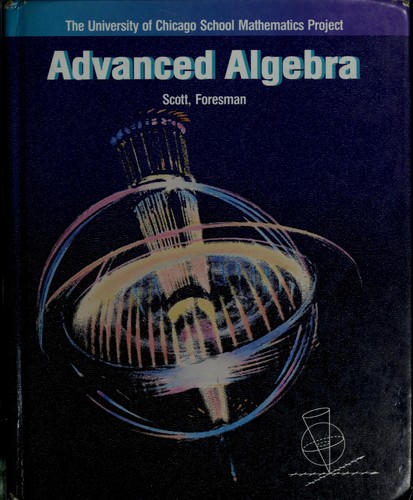 The University of Chicago School Mathematics Project
Advanced Algebra
Scott, Foresman